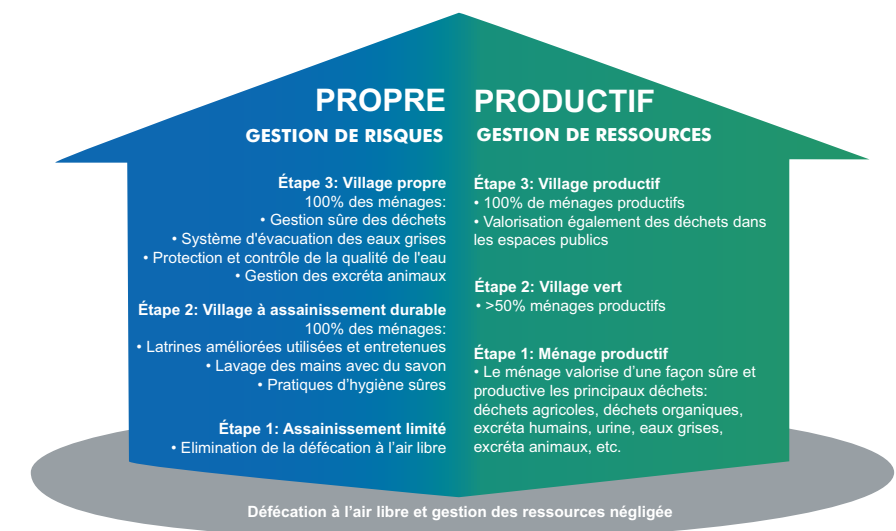 PROPRE
GESTION DE RISQUES
Étape 3: Village propre
100% des ménages:
• Gestion sûre des déchets
• Système d'évacuation des eaux grises
• Protection et contrôle de la qualité de l'eau
• Gestion des excréta animaux
Étape 2: Village à assainissement durable
100% des ménages:
• Latrines améliorées utilisées et entretenues
• Lavage des mains avec du savon
• Pratiques d’hygiène sûres
Étape 1: Assainissement limité
• Elimination de la défécation à l’air libre
PRODUCTIF
GESTION DE RESSOURCES
Étape 3: Village productif
• 100% de ménages productifs
• Valorisation également des déchets dans
les espaces publics
Étape 2: Village vert
• >50% ménages productifs
Étape 1: Ménage productif
• Le ménage valorise d’une façon sûre et
productive les principaux déchets:
déchets agricoles, déchets organiques,
excréta humains, urine, eaux grises,
excréta animaux, etc.
Défécation à l’air libre et gestion des ressources négligée